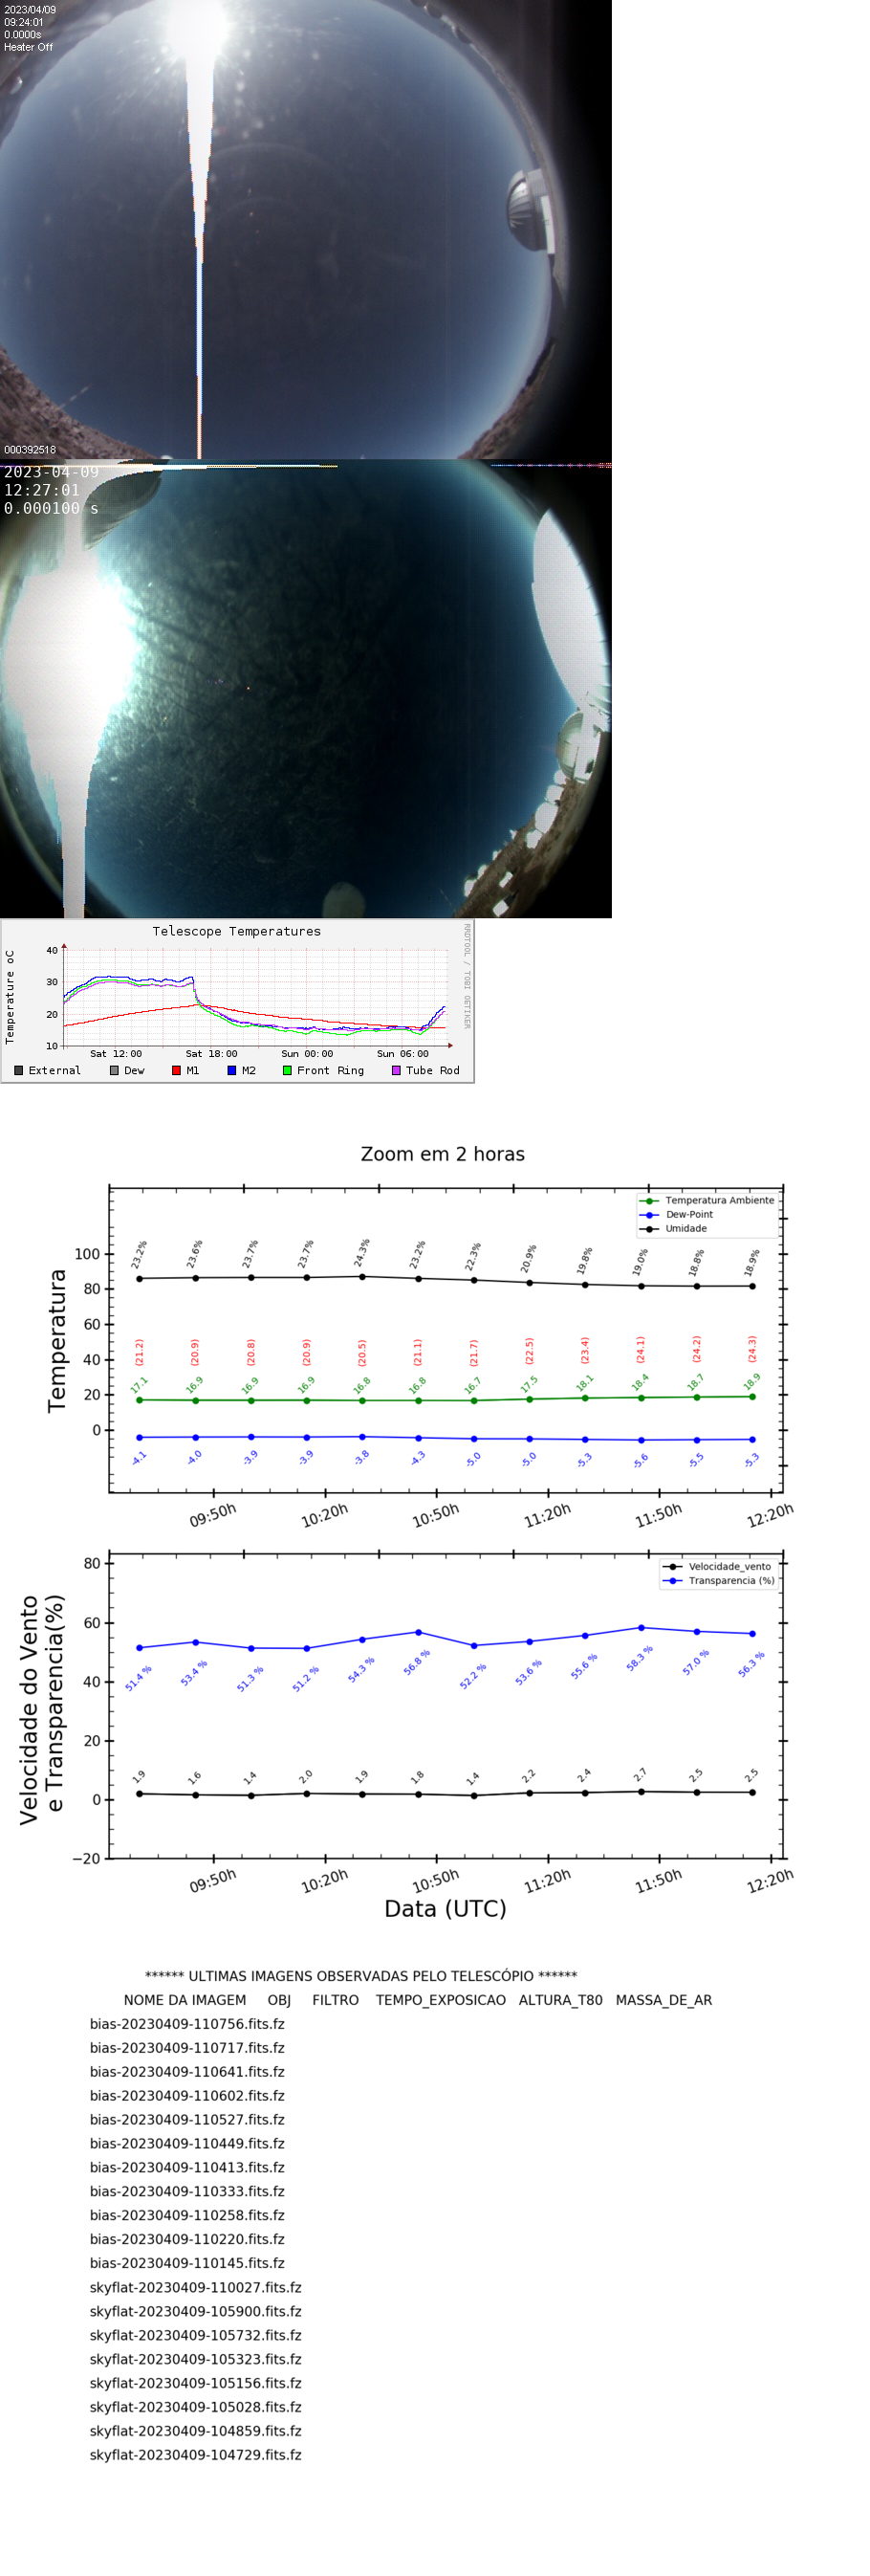 2023/04/09
09:24:01
0.0000s
Heater Off
000392518
2023-04-09
12:27:01
0.000100 s
Telescope Temperatures
RRDTOOL / TOBI OETIKER
Temperature oC
40
30
20
10
Sat 12:00 Sat 18:00 Sun 00:00 Sun 06:00
External Dew M1 M2 Front Ring Tube Rod
Zoom em 2 horas
Temperatura Ambiente
Dew-Point
Umidade
Temperatura
100
80
60
40
20
0
23.2% 23.6% 23.7% 23.7% 24.3% 23.2% 22.3% 20.9% 19.8% 19.0% 18.8% 18.9%
(21.2) (20.9) (20.8) (20.9) (20.5) (21.1) (21.7) (22.5) (23.4) (24.1) (24.2) (24.3)
17.1 16.9 16.9 16.9 16.8 16.8 16.7 17.5 18.1 18.4 18.7 18.9
-4.1 -4.0 -3.9 -3.9 -3.8 -4.3 -5.0 -5.0 -5.3 -5.6 -5.5 -5.3
09:50h 10:20h 10:50h 11:20h 11:50h 12:20h
Velocidade_vento
Transparencia (%)
Velocidade do Vento
e Transparencia(%)
80
60
40
20
0
−20
51.4 % 53.4 % 51.3 % 51.2 % 54.3 % 56.8 % 52.2 % 53.6 % 55.6 % 58.3 % 57.0 % 56.3 %
1.9 1.6 1.4 2.0 1.9 1.8 1.4 2.2 2.4 2.7 2.5 2.5
09:50h 10:20h 10:50h 11:20h 11:50h 12:20h
Data (UTC)
****** ULTIMAS IMAGENS OBSERVADAS PELO TELESCÓPIO ******
NOME DA IMAGEM OBJ FILTRO TEMPO_EXPOSICAO ALTURA_T80 MASSA_DE_AR
bias-20230409-110756.fits.fz
bias-20230409-110717.fits.fz
bias-20230409-110641.fits.fz
bias-20230409-110602.fits.fz
bias-20230409-110527.fits.fz
bias-20230409-110449.fits.fz
bias-20230409-110413.fits.fz
bias-20230409-110333.fits.fz
bias-20230409-110258.fits.fz
bias-20230409-110220.fits.fz
bias-20230409-110145.fits.fz
skyflat-20230409-110027.fits.fz
skyflat-20230409-105900.fits.fz
skyflat-20230409-105732.fits.fz
skyflat-20230409-105323.fits.fz
skyflat-20230409-105156.fits.fz
skyflat-20230409-105028.fits.fz
skyflat-20230409-104859.fits.fz
skyflat-20230409-104729.fits.fz